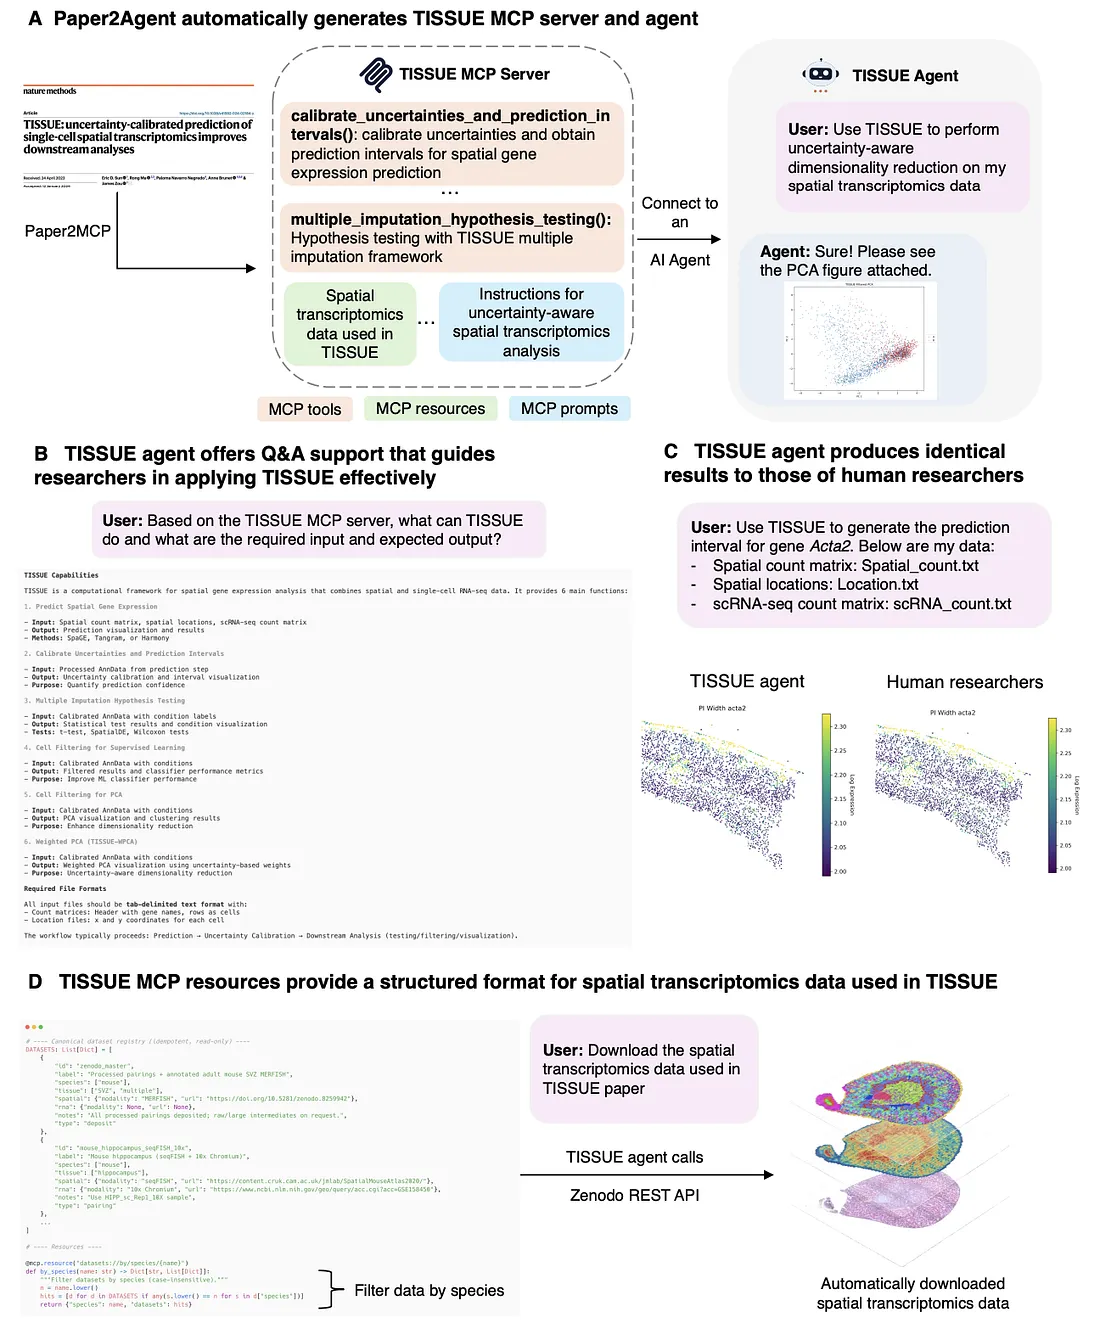 A Paper2Agent automatically generates TISSUE MCP server and agent
nature methods
Article
TISSUE: uncertainty-calibrated prediction of
single-cell spatial transcriptomics improves
downstream analyses
Received: 24 April 2023
Eric D. Sun, Rong Ma, Paloma Navarro Negredo, Anne Brunet &
James Zou
Paper2MCP
TISSUE MCP Server
calibrate_uncertainties_and_prediction_in
tervals(): calibrate uncertainties and obtain
prediction intervals for spatial gene
expression prediction
...
multiple_imputation_hypothesis_testing():
Hypothesis testing with TISSUE multiple
imputation framework
Spatial
transcriptomics
data used in
TISSUE
...
Instructions for
uncertainty-aware
spatial transcriptomics
analysis
MCP tools
MCP resources
MCP prompts
Connect to
an
AI Agent
TISSUE Agent
User: Use TISSUE to perform
uncertainty-aware
dimensionality reduction on my
spatial transcriptomics data
Agent: Sure! Please see
the PCA figure attached.
B TISSUE agent offers Q&A support that guides
researchers in applying TISSUE effectively
User: Based on the TISSUE MCP server, what can TISSUE
do and what are the required input and expected output?
TISSUE Capabilities
TISSUE is a computational framework for spatial gene expression analysis that combines spatial and single-cell RNA-seq data. It provides 6 main functions:
1. Predict Spatial Gene Expression
- Input: Spatial count matrix, spatial locations, scRNA-seq count matrix
- Output: Prediction visualization and results
- Methods: SpaGE, Tangram, or Harmony
2. Calibrate Uncertainties and Prediction Intervals
- Input: Processed AnnData from prediction step
- Output: Uncertainty calibration and interval visualization
- Purpose: Quantify prediction confidence
3. Multiple Imputation Hypothesis Testing
- Input: Calibrated AnnData with condition labels
- Output: Statistical test results and condition visualization
- Tests: t-test, SpatialDE, Wilcoxon tests
4. Cell Filtering for Supervised Learning
- Input: Calibrated AnnData with conditions
- Output: Filtered results and classifier performance metrics
- Purpose: Improve ML classifier performance
5. Cell Filtering for PCA
- Input: Calibrated AnnData with conditions
- Output: PCA visualization and clustering results
- Purpose: Enhance dimensionality reduction
6. Weighted PCA (TISSUE-WPCA)
- Input: Calibrated AnnData with conditions
- Output: Weighted PCA visualization using uncertainty-based weights
- Purpose: Uncertainty-aware dimensionality reduction
Required File Formats
All input files should be tab-delimited text format with:
- Count matrices: Header with gene names, rows as cells
- Location files: x and y coordinates for each cell
The workflow typically proceeds: Prediction → Uncertainty Calibration → Downstream Analysis (testing/filtering/visualization).
C TISSUE agent produces identical
results to those of human researchers
User: Use TISSUE to generate the prediction
interval for gene Acta2. Below are my data:
- Spatial count matrix: Spatial_count.txt
- Spatial locations: Location.txt
- scRNA-seq count matrix: scRNA_count.txt
TISSUE agent
PI Width acta2
2.30
2.25
2.20
2.15
2.10
2.05
2.00
Log Expression
Human researchers
PI Width acta2
2.30
2.25
2.20
2.15
2.10
2.05
2.00
Log Expression
D TISSUE MCP resources provide a structured format for spatial transcriptomics data used in TISSUE
# ---- Canonical dataset registry (idempotent, read-only) ----
DATASETS: List[Dict] = [
{
"id": "zenodo_master",
"label": "Processed pairings + annotated adult mouse SVZ MERFISH",
"species": ["mouse"],
"tissue": ["SVZ", "multiple"],
"spatial": {"modality": "MERFISH", "url": "https://doi.org/10.5281/zenodo.8259942"},
"rna": {"modality": None, "url": None},
"notes": "All processed pairings deposited; raw/large intermediates on request.",
"type": "deposit"
},
{
"id": "mouse_hippocampus_seqFISH_10x",
"label": "Mouse hippocampus (seqFISH + 10x Chromium)",
"species": ["mouse"],
"tissue": ["hippocampus"],
"spatial": {"modality": "seqFISH", "url": "https://content.cruk.cam.ac.uk/jmlab/SpatialMouseAtlas2020/"},
"rna": {"modality": "10x Chromium", "url": "https://www.ncbi.nlm.nih.gov/geo/query/acc.cgi?acc=GSE158450"},
"notes": "Use HIPP_sc_Rep1_10X sample",
"type": "pairing"
},
...
]
# ---- Resources ----
@mcp.resource("datasets://by/species/{name}")
def by_species(name: str) -> Dict[str, List[Dict]]:
"""Filter datasets by species (case-insensitive)."""
n = name.lower()
hits = [d for d in DATASETS if any(s.lower() == n for s in d["species"])]
return {"species": name, "datasets": hits}
Filter data by species
User: Download the spatial
transcriptomics data used in
TISSUE paper
TISSUE agent calls
Zenodo REST API
Automatically downloaded
spatial transcriptomics data